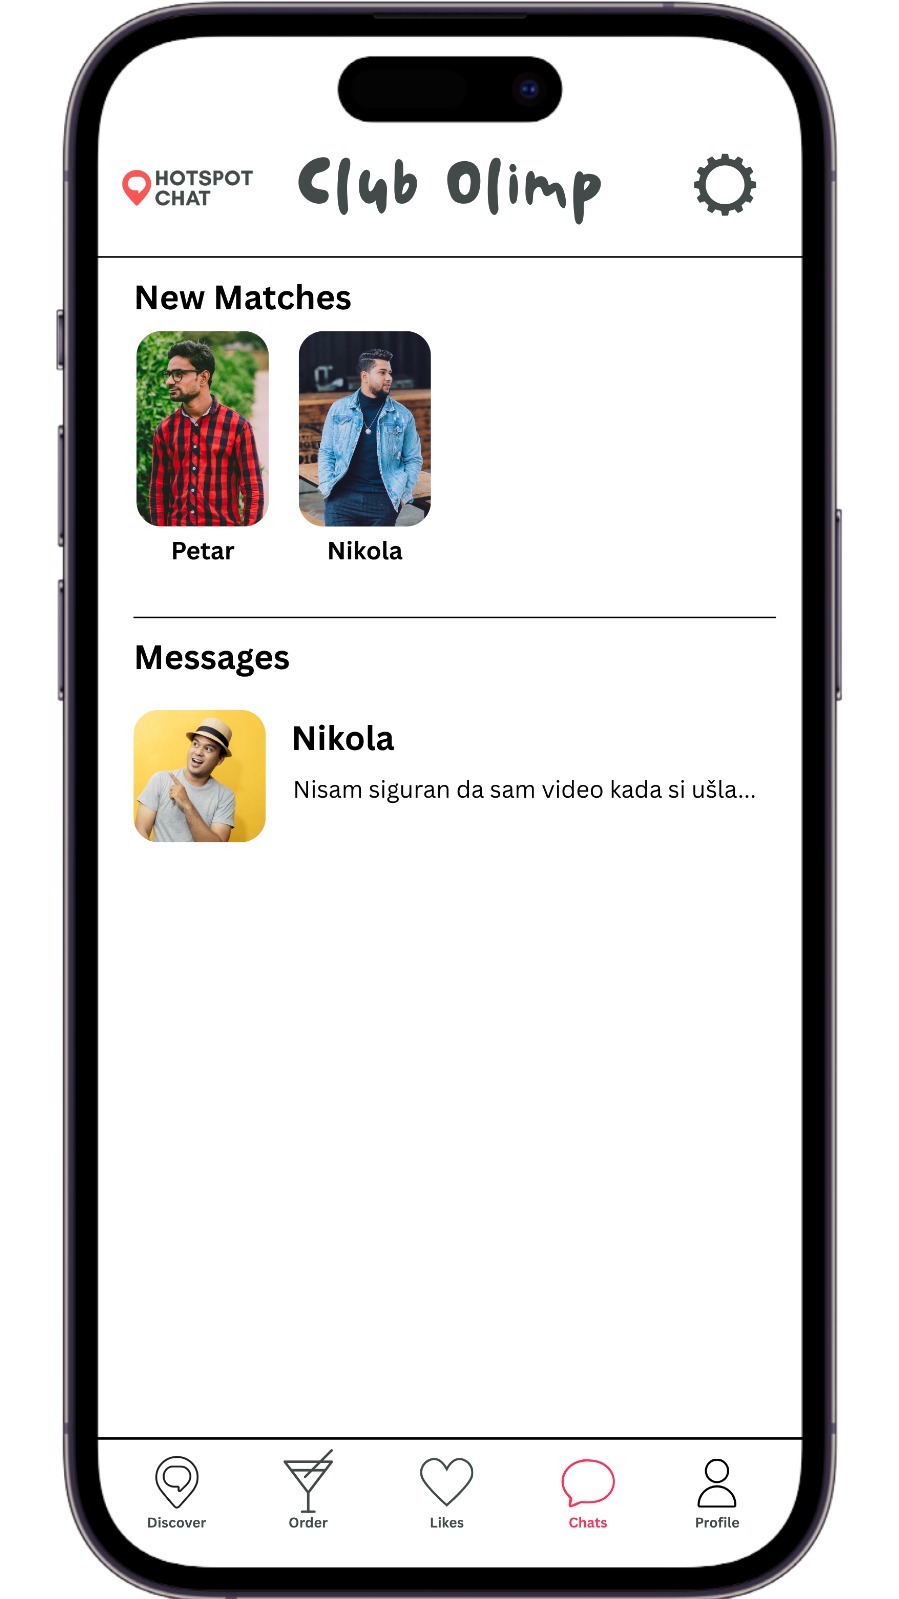 HOTSPOT
CHAT
Club Olimp
New Matches
Petar
Nikola
Messages
Nikola
Nisam siguran da sam video kada si ušla...
Discover
Order
Likes
Chats
Profile